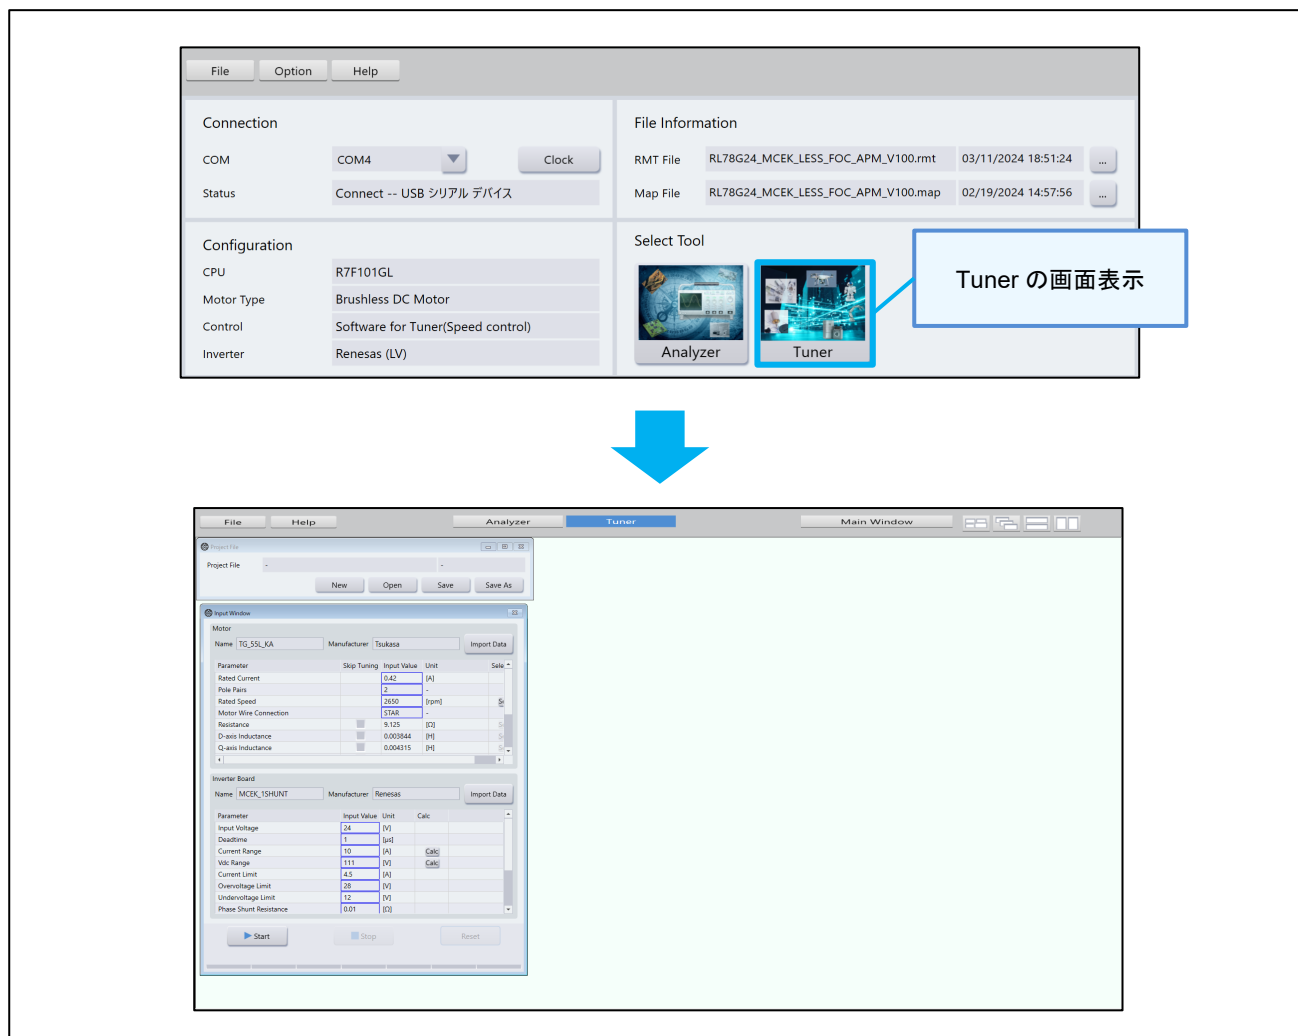 File Option Help
Connection
COM COM4 Clock
Status Connect -- USB シリアル デバイス
File Information
RMT File RL78G24_MCEK_LESS_FOC_APM_V100.rmt 03/11/2024 18:51:24 ...
Map File RL78G24_MCEK_LESS_FOC_APM_V100.map 02/19/2024 14:57:56 ...
Configuration
CPU R7F101GL
Motor Type Brushless DC Motor
Control Software for Tuner(Speed control)
Inverter Renesas (LV)
Select Tool
Analyzer Tuner
Tuner の画面表示
File Help Analyzer Tuner Main Window
Project File
Project File - -
New Open Save Save As
Input Window
Motor
Name TG_55L_KA Manufacturer Tsukasa Import Data
Parameter Skip Tuning Input Value Unit Sele
Rated Current 0.42 [A]
Pole Pairs 2 -
Rated Speed 2650 [rpm] Se
Motor Wire Connection STAR -
Resistance 9.125 [Ω] S
D-axis Inductance 0.003844 [H] S
Q-axis Inductance 0.004315 [H] S
Inverter Board
Name MCEK_1SHUNT Manufacturer Renesas Import Data
Parameter Input Value Unit Calc
Input Voltage 24 [V]
Deadtime 1 [μs]
Current Range 10 [A] Calc
Vdc Range 111 [V] Calc
Current Limit 4.5 [A]
Overvoltage Limit 28 [V]
Undervoltage Limit 12 [V]
Phase Shunt Resistance 0.01 [Ω]
Start Stop Reset